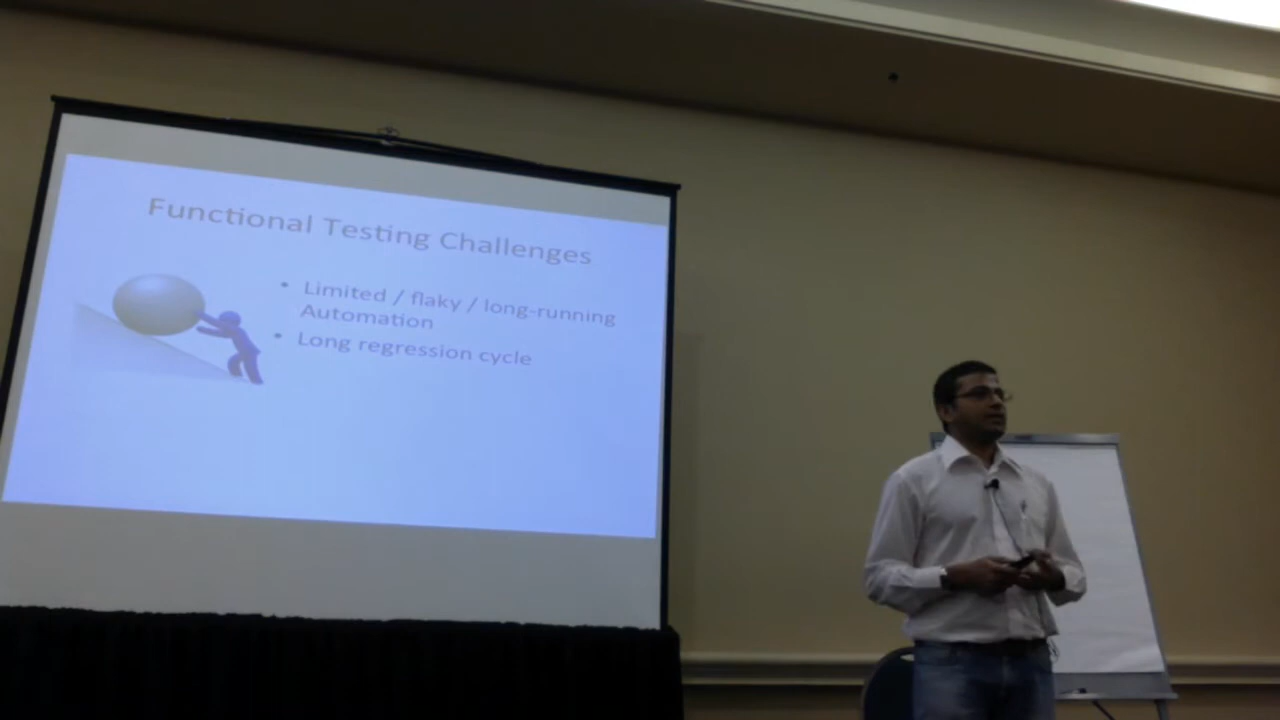 Functional Testing Challenges
• Limited / flaky / long-running
Automation
• Long regression cycle